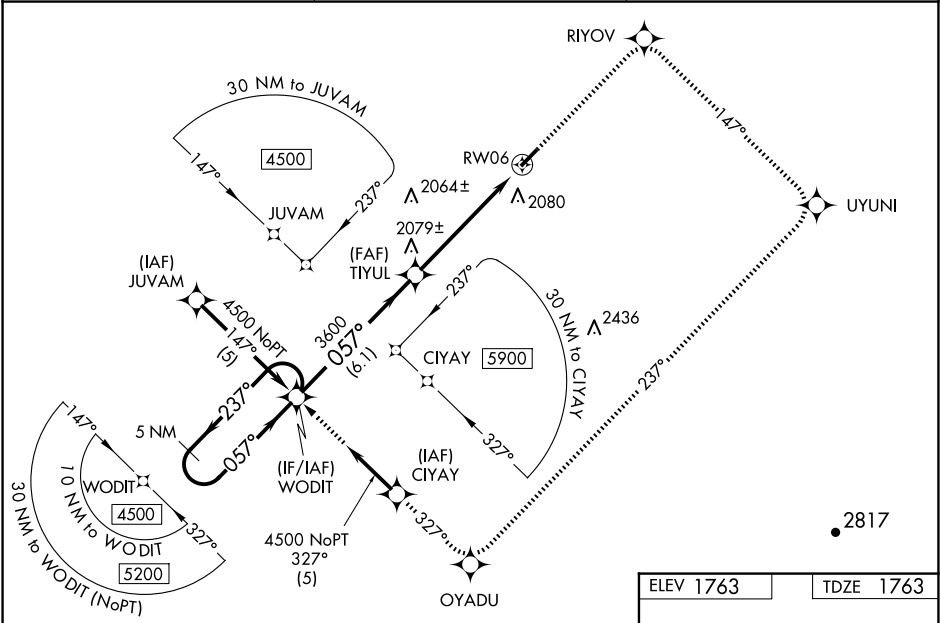 RIYOV
30 NM to JUVAM
4500
147°
237°
JUVAM
RW06
2064±
2080
2079±
147°
UYUNI
(IAF)
JUVAM
(FAF)
TIYUL
4500 NoPT
147°
(5)
3600
057°
(6.1)
237°
30 NM to CIYAY
CIYAY
5900
2436
327°
237°
237°
057°
5 NM
147°
WODIT
4500
10 NM to WODIT
327°
5200
30 NM to WODIT (NoPT)
(IF/IAF)
WODIT
(IAF)
CIYAY
4500 NoPT
327°
(5)
327°
OYADU
2817
ELEV 1763
TDZE 1763